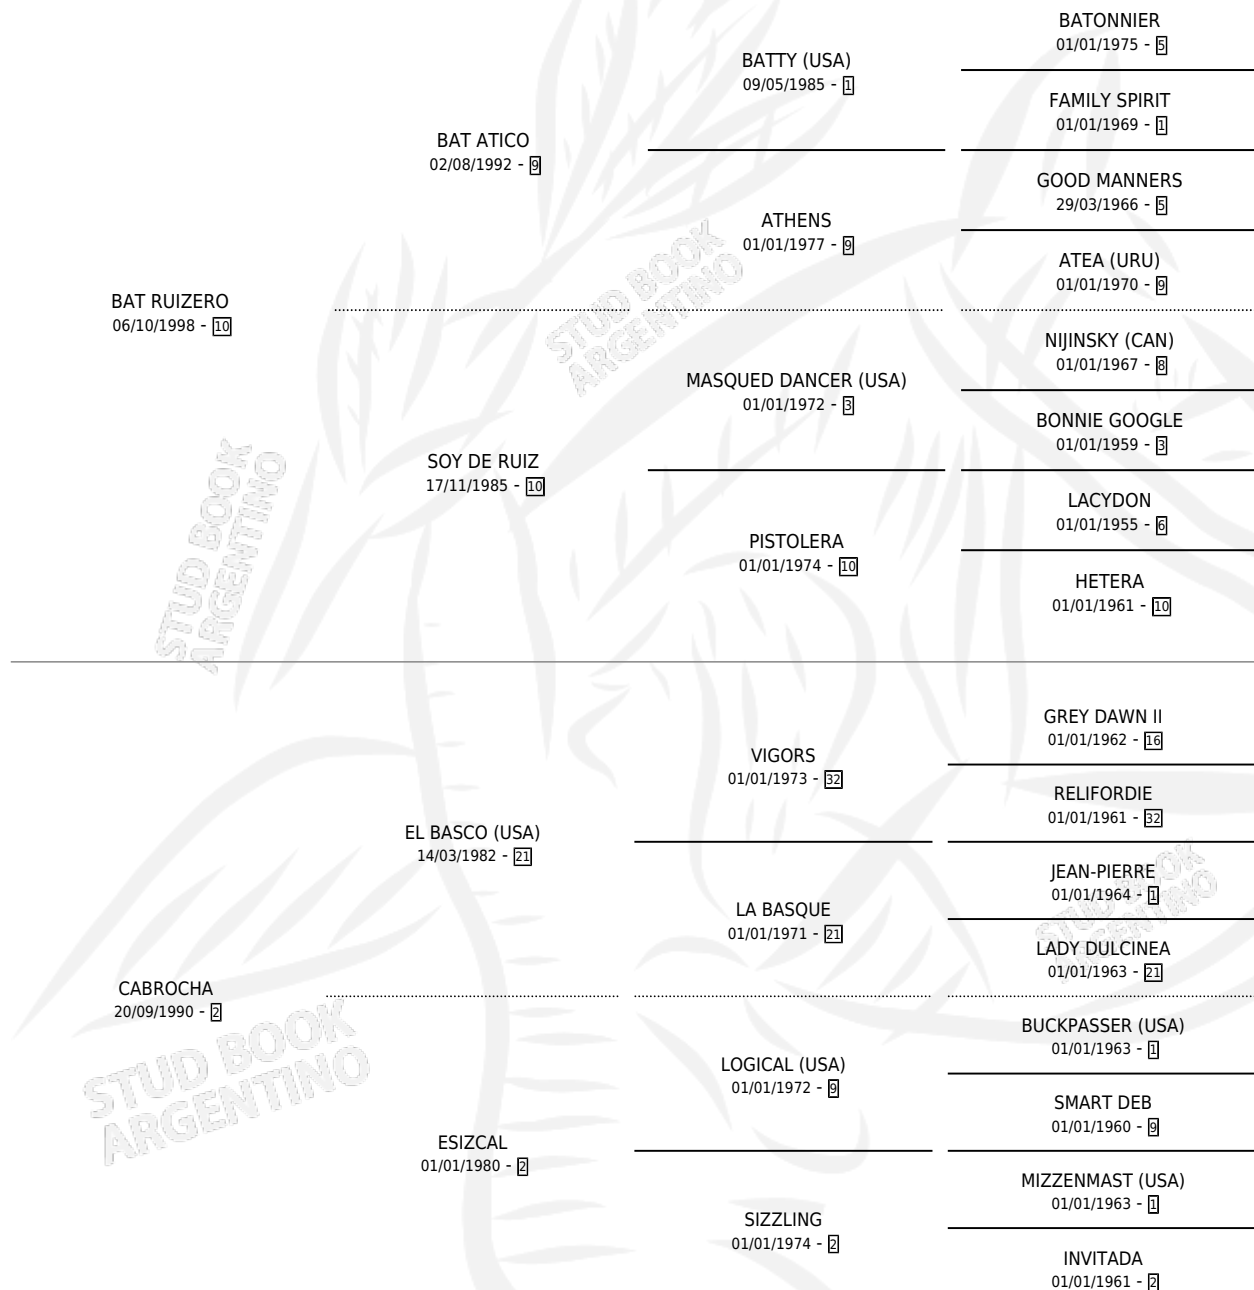 BATONNIER
01/01/1975 - 5
BATTY (USA)
09/05/1985 - 1
FAMILY SPIRIT
01/01/1969 - 1
BAT ATICO
02/08/1992 - 9
GOOD MANNERS
29/03/1966 - 5
ATHENS
01/01/1977 - 9
ATEA (URU)
01/01/1970 - 9
BAT RUIZERO
06/10/1998 - 10
STUD BOOK
ARGENTINO
NIJINSKY (CAN)
01/01/1967 - 8
MASQUED DANCER (USA)
01/01/1972 - 3
BONNIE GOOGLE
01/01/1959 - 3
SOY DE RUIZ
17/11/1985 - 10
LACYDON
01/01/1955 - 6
PISTOLERA
01/01/1974 - 10
HETERA
01/01/1961 - 10
STUD BOOK
ARGENTINO
GREY DAWN II
01/01/1962 - 16
VIGORS
01/01/1973 - 32
RELIFORDIE
01/01/1961 - 32
EL BASCO (USA)
14/03/1982 - 21
JEAN-PIERRE
01/01/1964 - 1
LA BASQUE
01/01/1971 - 21
LADY DULCINEA
01/01/1963 - 21
STUD BOOK
ARGENTINO
CABROCHA
20/09/1990 - 2
BUCKPASSER (USA)
01/01/1963 - 1
LOGICAL (USA)
01/01/1972 - 9
SMART DEB
01/01/1960 - 9
STUD BOOK
ARGENTINO
ESIZCAL
01/01/1980 - 2
MIZZENMAST (USA)
01/01/1963 - 1
SIZZLING
01/01/1974 - 2
INVITADA
01/01/1961 - 2